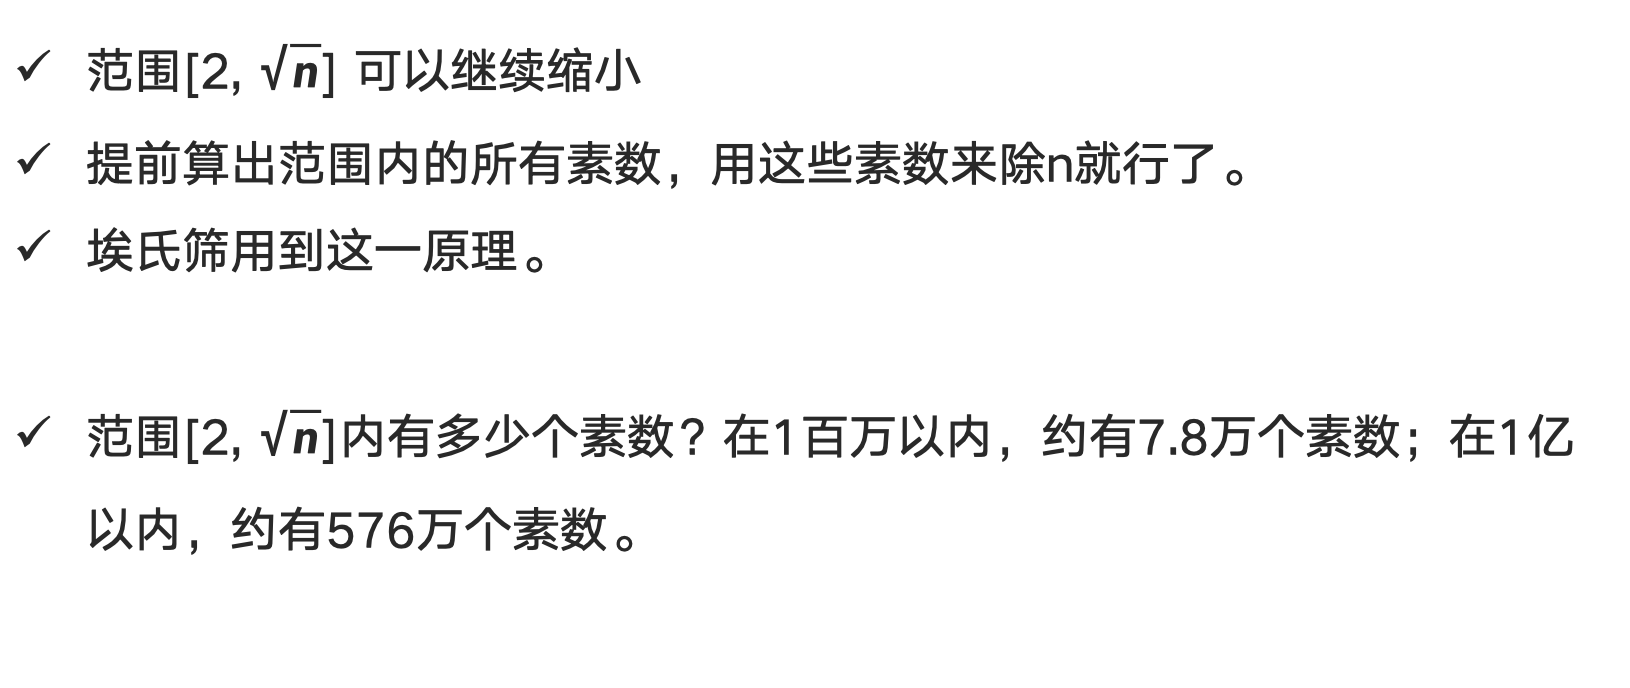 ✓ 范围[2, √n] 可以继续缩小
✓ 提前算出范围内的所有素数，用这些素数来除n就行了。
✓ 埃氏筛用到这一原理。
✓ 范围[2, √n]内有多少个素数？在1百万以内，约有7.8万个素数；在1亿
以内，约有576万个素数。